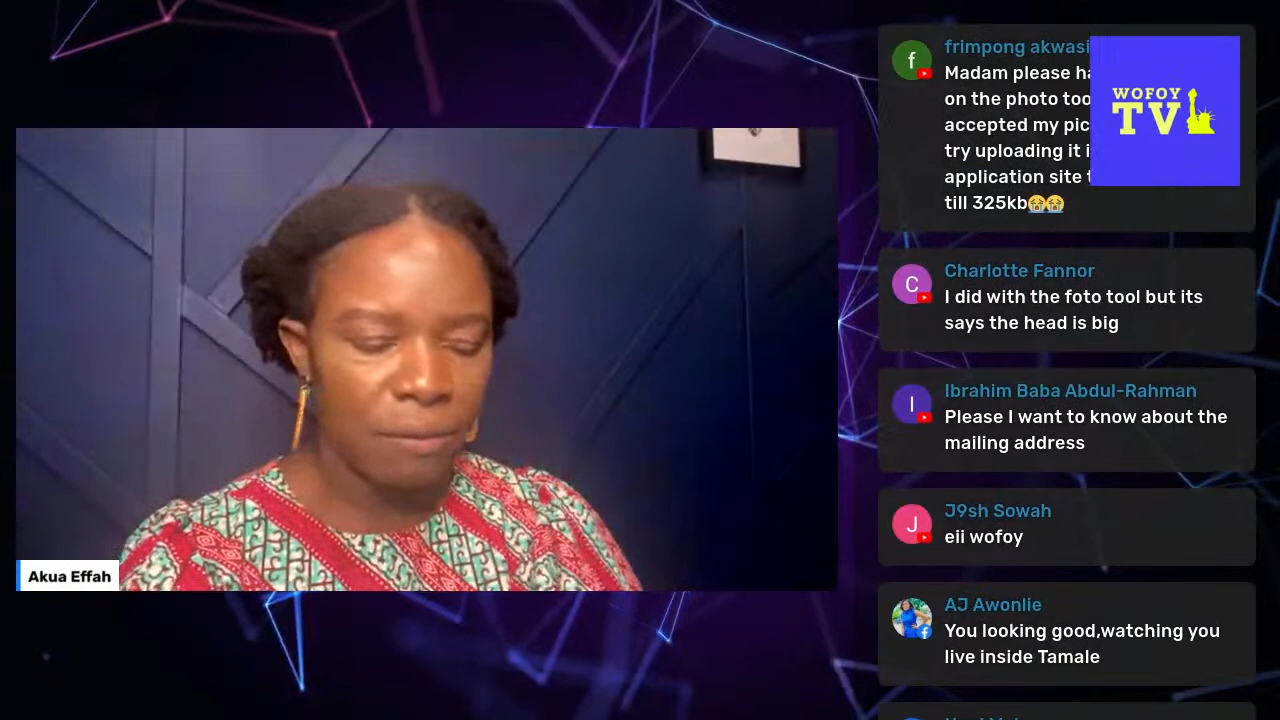 frimpong akwasi
Madam please
on the photo too
accepted my pic
try uploading it
application site
till 325kb😭😭
WOFOY
TV
f
C
Charlotte Fannor
I did with the foto tool but its
says the head is big
I
Ibrahim Baba Abdul-Rahman
Please I want to know about the
mailing address
J
J9sh Sowah
eii wofoy
AJ Awonlie
You looking good,watching you
live inside Tamale
Akua Effah